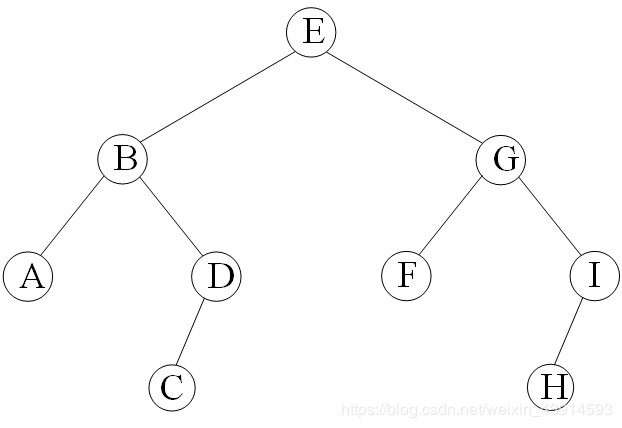 E
B G
A D F I
C H
https://blog.csdn.net/weixin_43914593